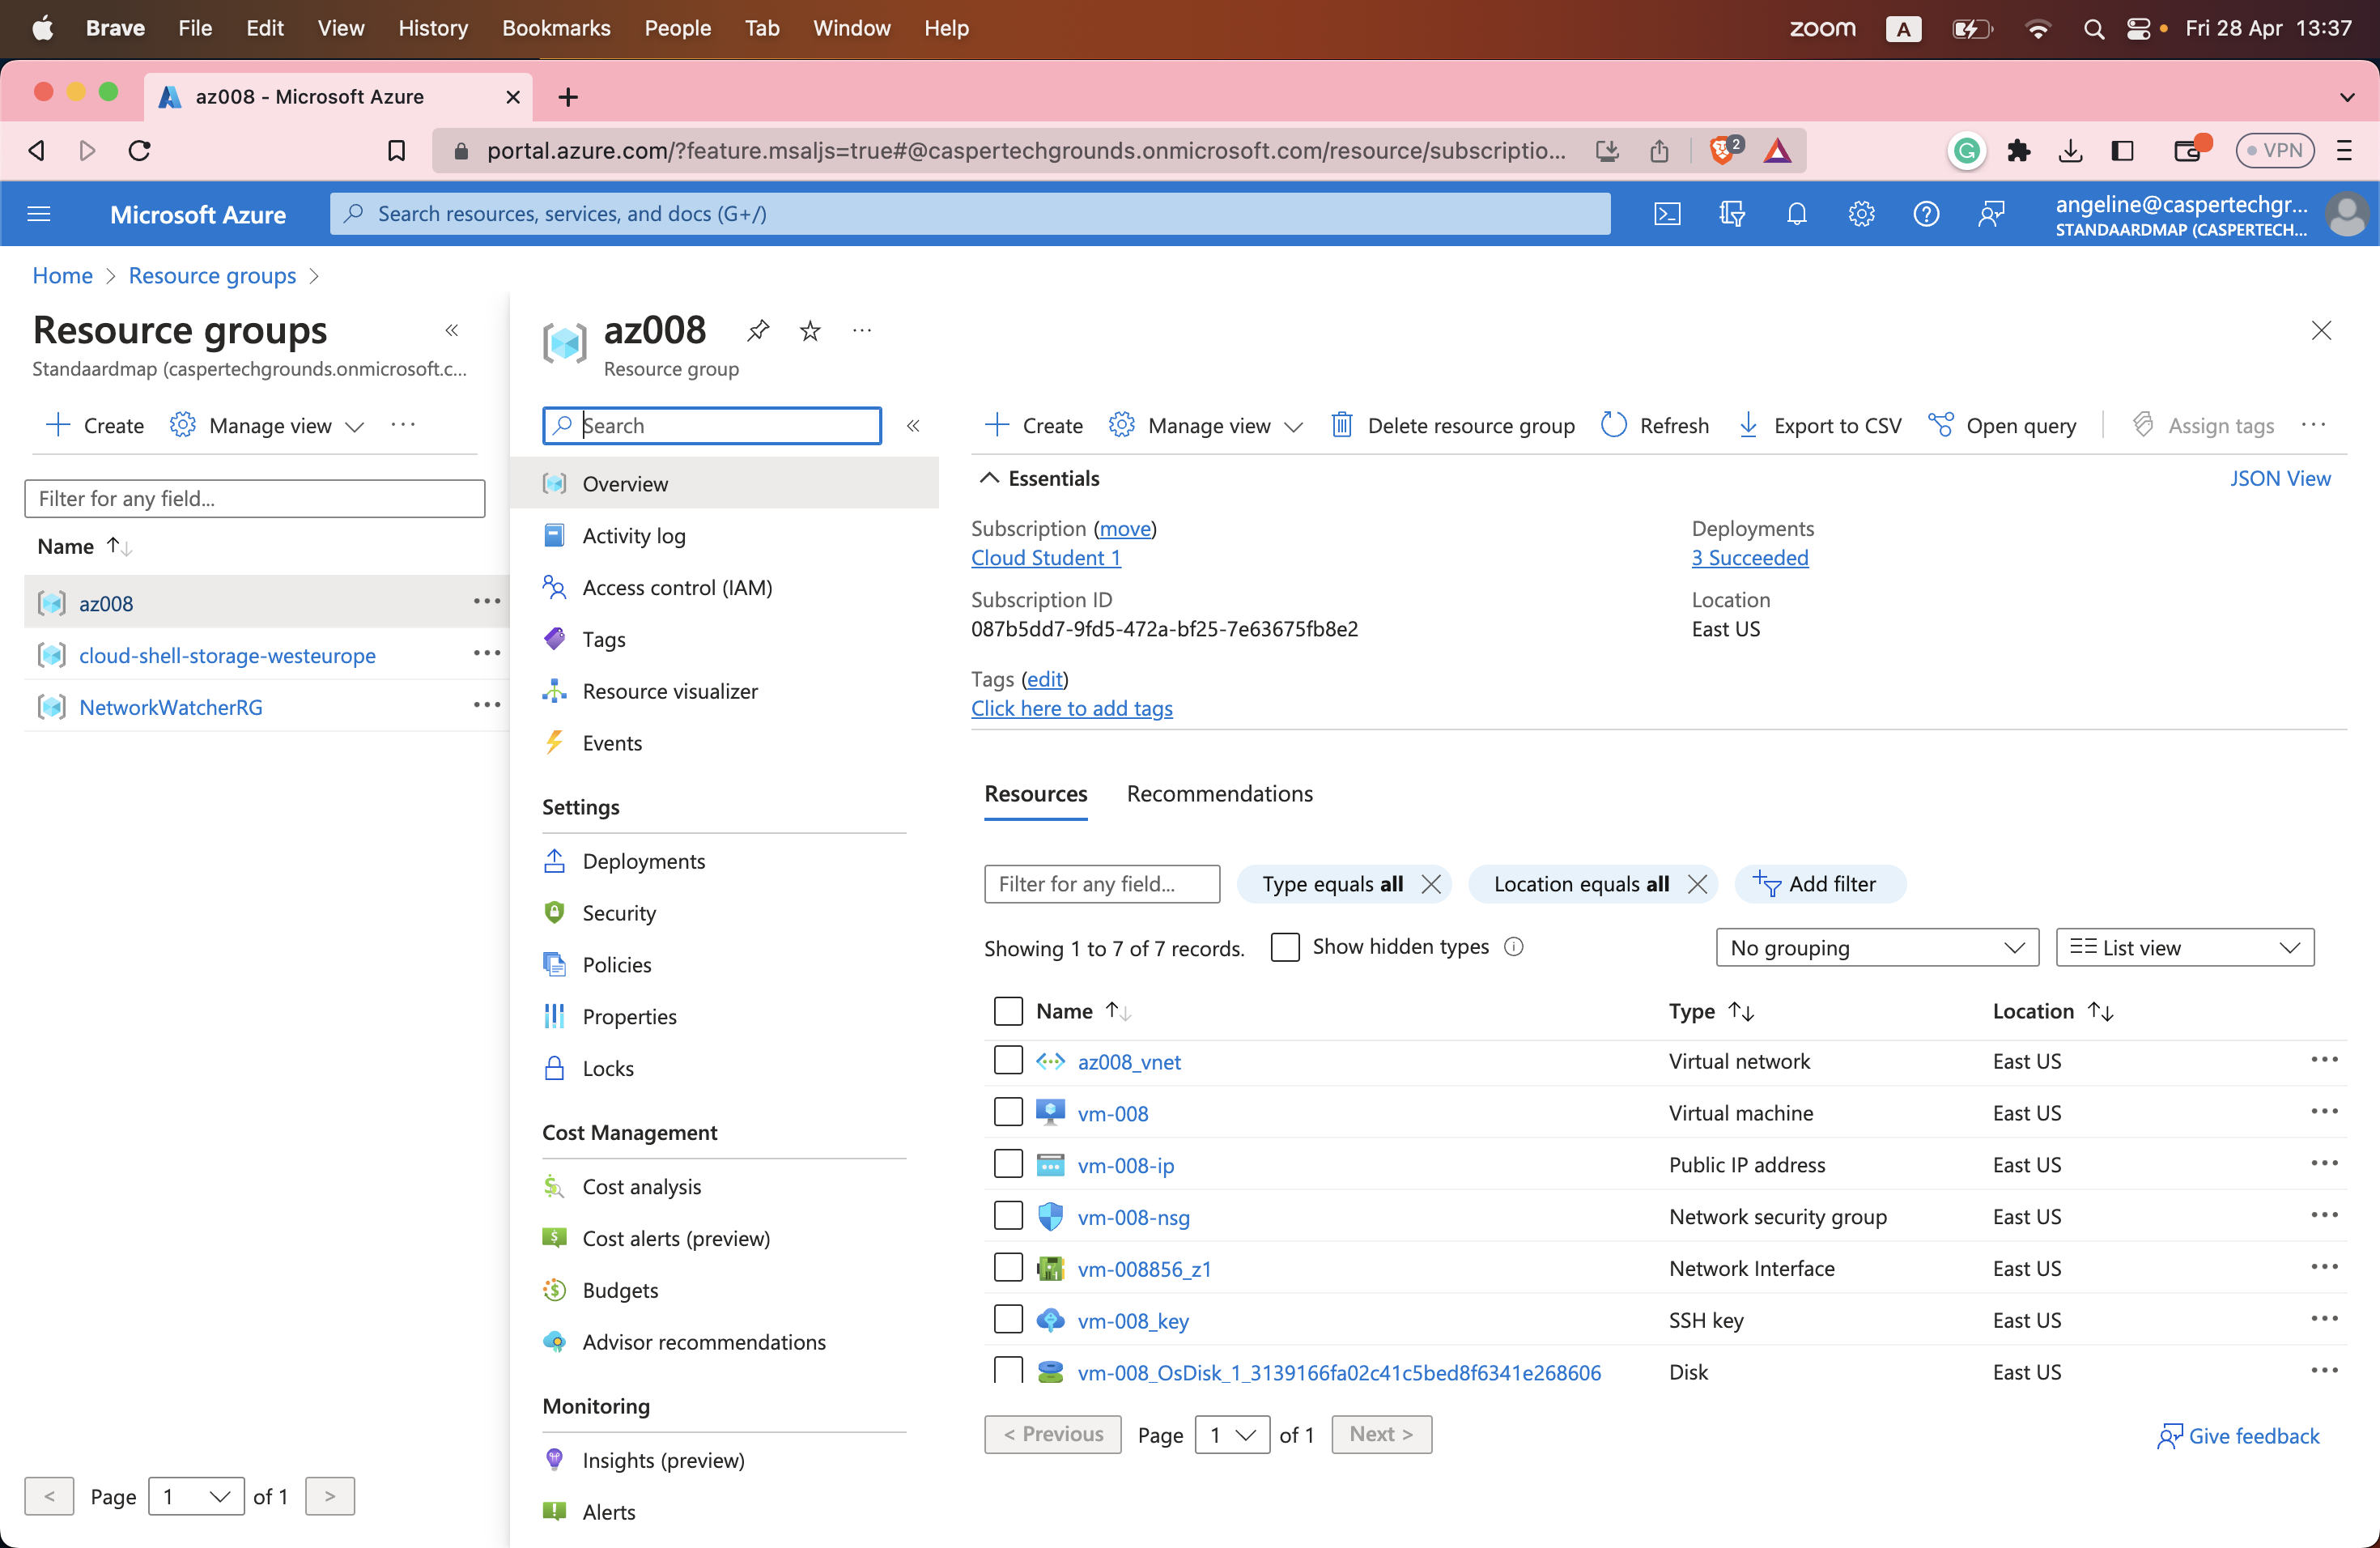 Brave File Edit View History Bookmarks People Tab Window Help zoom A Fri 28 Apr 13:37
az008 - Microsoft Azure
portal.azure.com/?feature.msaljs=true#@caspertechgrounds.onmicrosoft.com/resource/subscriptio... 2 VPN
Microsoft Azure Search resources, services, and docs (G+/) angeline@caspertechgr...
STANDAARDMAP (CASPERTECH...
Home > Resource groups >
Resource groups «
Standaardmap (caspertechgrounds.onmicrosoft.c...
Create Manage view ...
Filter for any field...
Name
az008 ...
cloud-shell-storage-westeurope ...
NetworkWatcherRG ...
< Page 1 of 1 >
az008 ...
Resource group
Search «
Overview
Activity log
Access control (IAM)
Tags
Resource visualizer
Events
Settings
Deployments
Security
Policies
Properties
Locks
Cost Management
Cost analysis
Cost alerts (preview)
Budgets
Advisor recommendations
Monitoring
Insights (preview)
Alerts
Create Manage view Delete resource group Refresh Export to CSV Open query Assign tags ...
Essentials JSON View
Subscription (move)
Cloud Student 1
Subscription ID
087b5dd7-9fd5-472a-bf25-7e63675fb8e2
Tags (edit)
Click here to add tags
Deployments
3 Succeeded
Location
East US
Resources Recommendations
Filter for any field... Type equals all Location equals all Add filter
Showing 1 to 7 of 7 records. Show hidden types No grouping List view
Name Type Location
az008_vnet Virtual network East US ...
vm-008 Virtual machine East US ...
vm-008-ip Public IP address East US ...
vm-008-nsg Network security group East US ...
vm-008856_z1 Network Interface East US ...
vm-008_key SSH key East US ...
vm-008_OsDisk_1_3139166fa02c41c5bed8f6341e268606 Disk East US ...
< Previous Page 1 of 1 Next > Give feedback